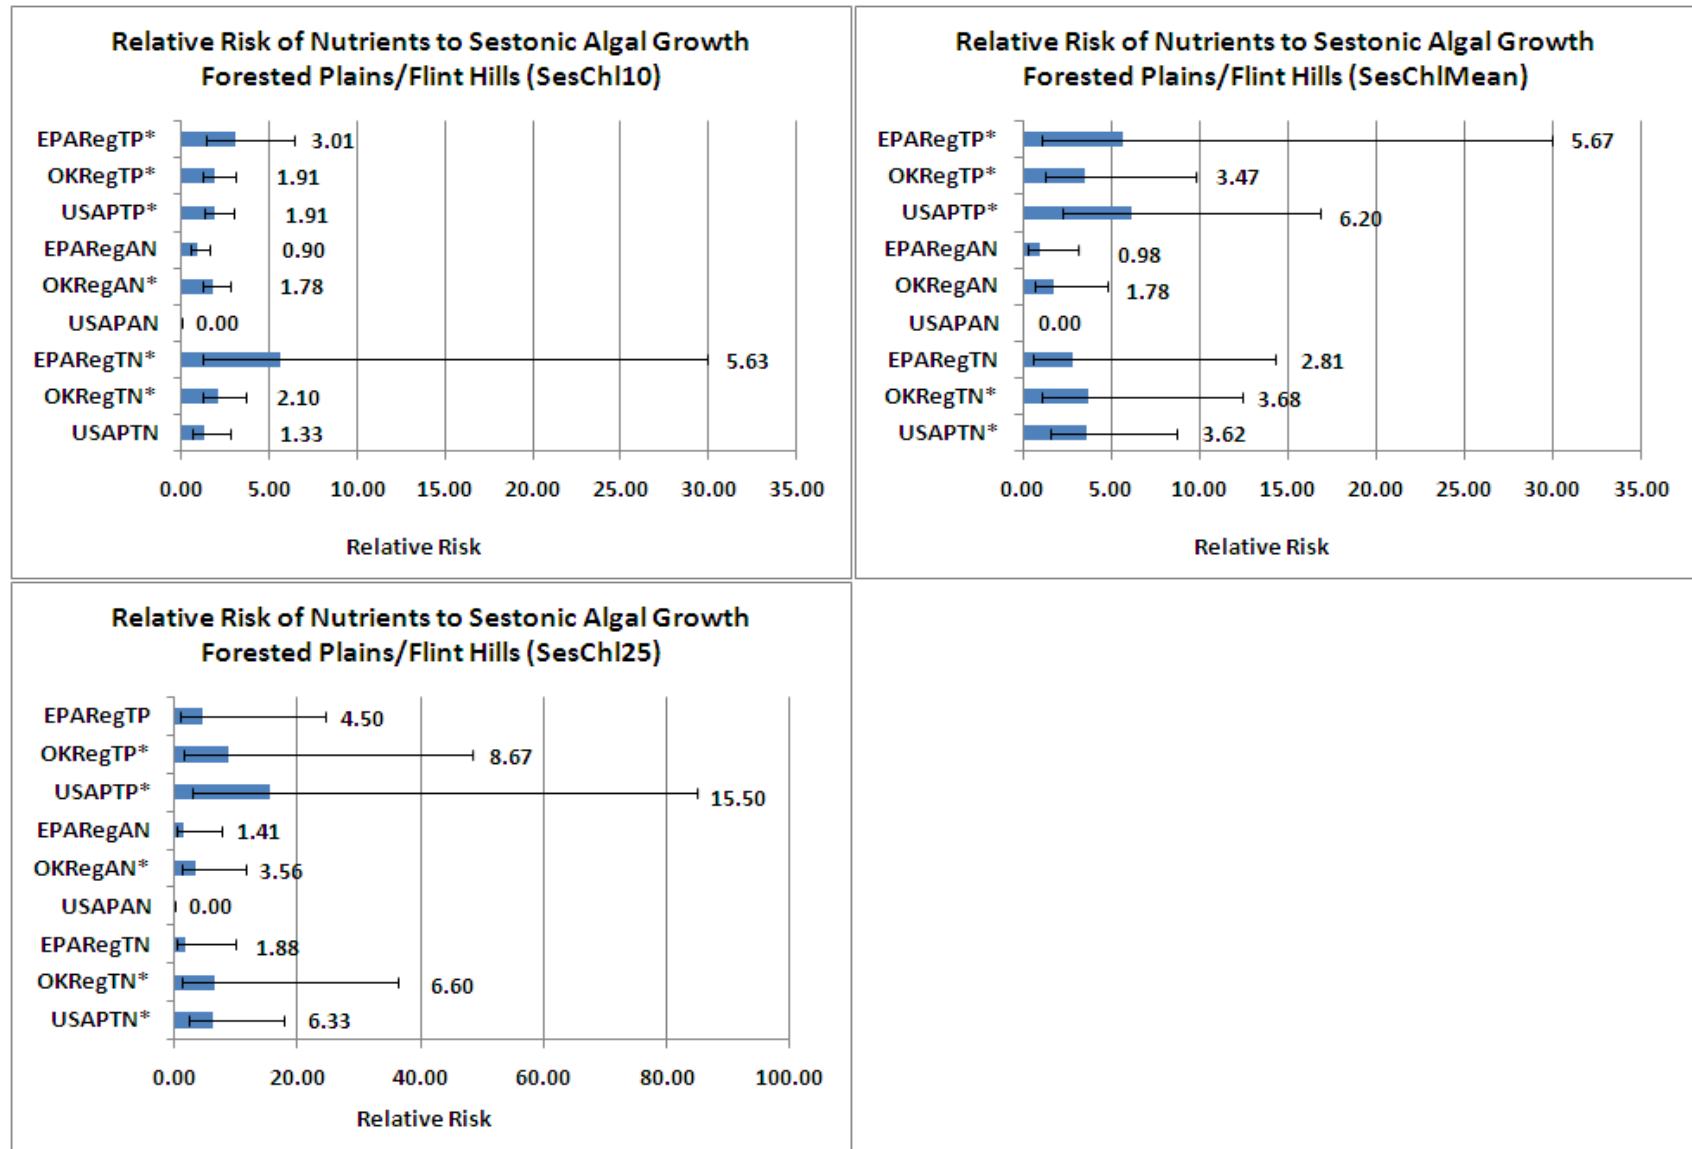 Relative Risk of Nutrients to Sestonic Algal Growth
Forested Plains/Flint Hills (SesChl10)
EPARegTP* 3.01
OKRegTP* 1.91
USAPTP* 1.91
EPARegAN 0.90
OKRegAN* 1.78
USAPAN 0.00
EPARegTN* 5.63
OKRegTN* 2.10
USAPTN 1.33
0.00 5.00 10.00 15.00 20.00 25.00 30.00 35.00
Relative Risk
Relative Risk of Nutrients to Sestonic Algal Growth
Forested Plains/Flint Hills (SesChlMean)
EPARegTP* 5.67
OKRegTP* 3.47
USAPTP* 6.20
EPARegAN 0.98
OKRegAN 1.78
USAPAN 0.00
EPARegTN 2.81
OKRegTN* 3.68
USAPTN* 3.62
0.00 5.00 10.00 15.00 20.00 25.00 30.00 35.00
Relative Risk
Relative Risk of Nutrients to Sestonic Algal Growth
Forested Plains/Flint Hills (SesChl25)
EPARegTP 4.50
OKRegTP* 8.67
USAPTP* 15.50
EPARegAN 1.41
OKRegAN* 3.56
USAPAN 0.00
EPARegTN 1.88
OKRegTN* 6.60
USAPTN* 6.33
0.00 20.00 40.00 60.00 80.00 100.00
Relative Risk